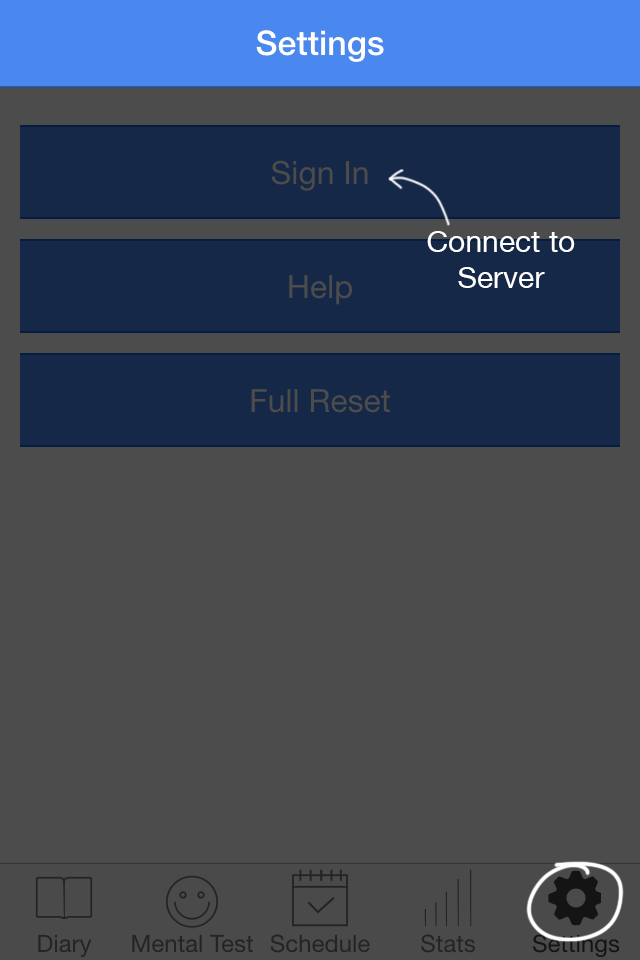 Settings
Sign In
Connect to
Server
Help
Full Reset
Diary
Mental Test
Schedule
Stats
Settings